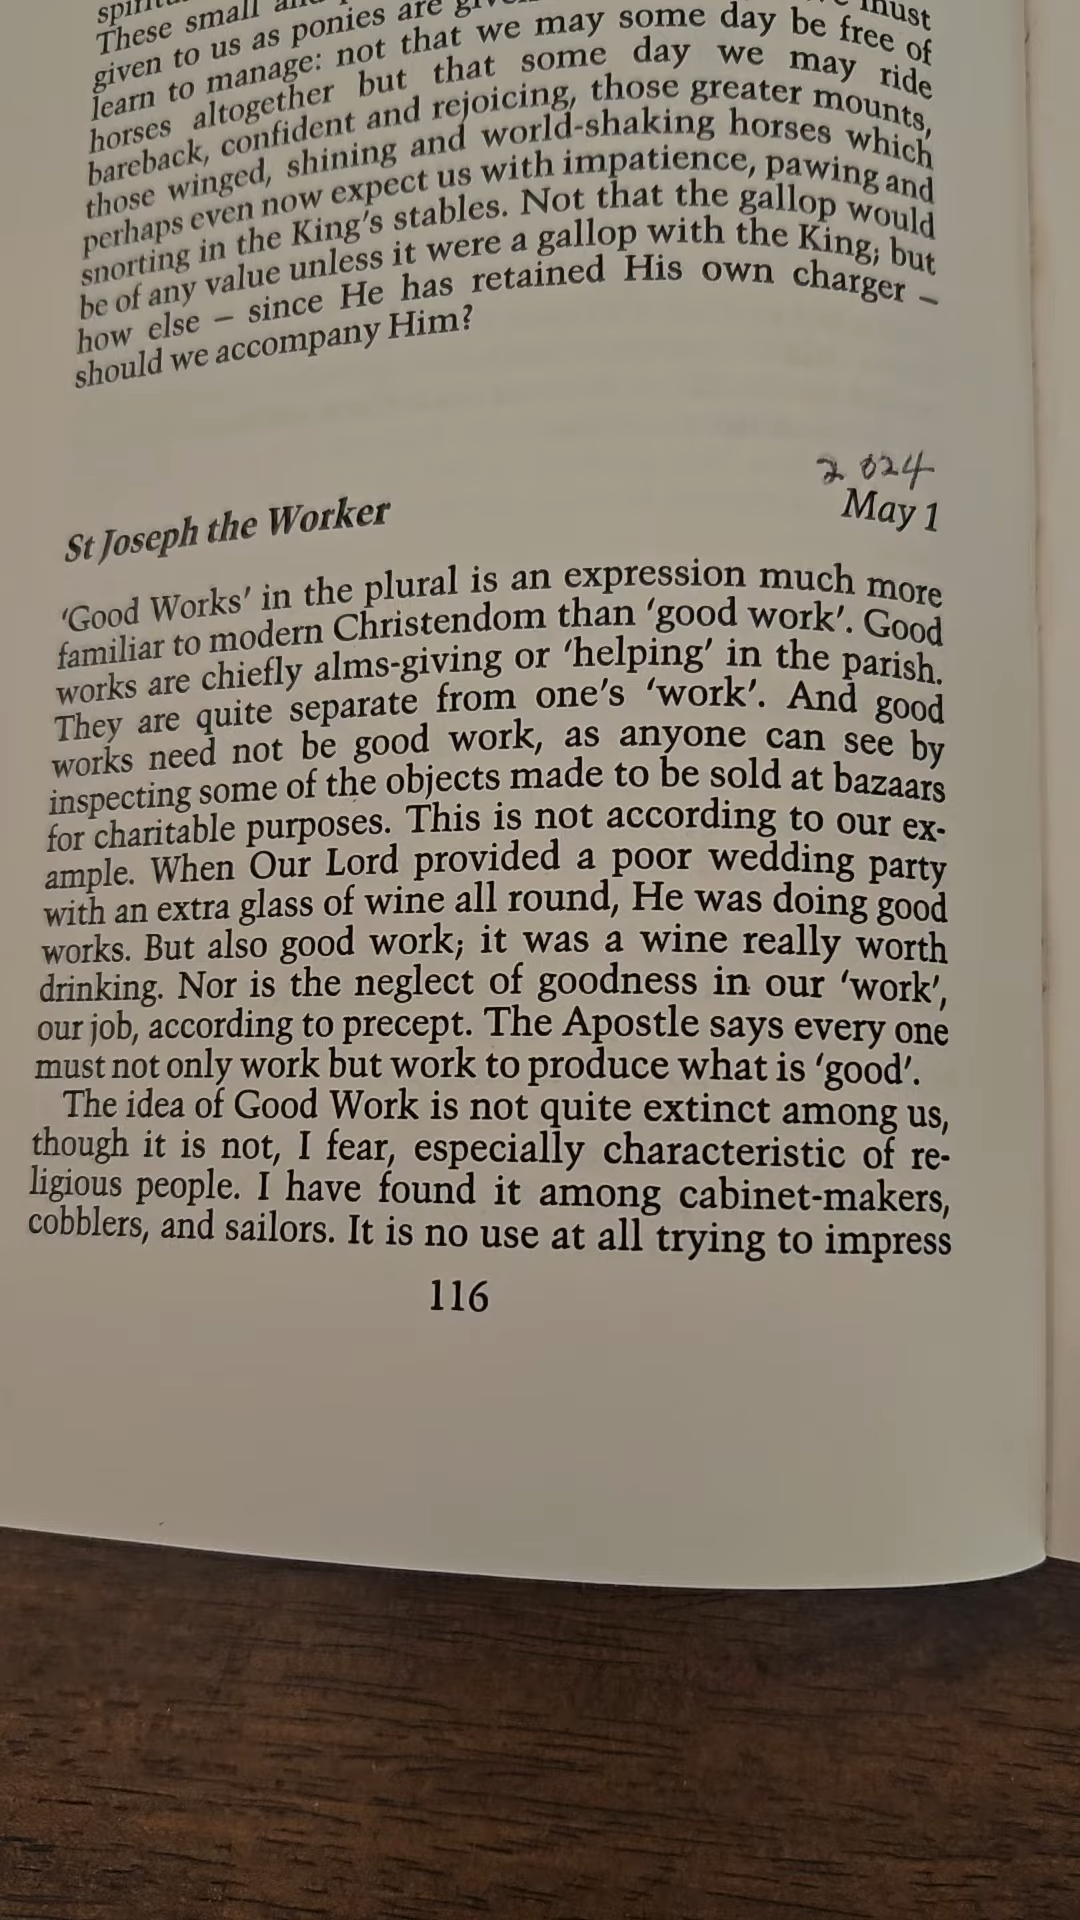 These small
given to us as ponies are must
learn to manage: not that we may some day be free of
horses altogether but that some day we may ride
bareback, confident and rejoicing, those greater mounts,
those winged, shining and world-shaking horses which
perhaps even now expect us with impatience, pawing and
snorting in the King's stables. Not that the gallop would
be of any value unless it were a gallop with the King; but
how else – since He has retained His own charger –
should we accompany Him?
2024
St Joseph the Worker May 1
'Good Works' in the plural is an expression much more
familiar to modern Christendom than 'good work'. Good
works are chiefly alms-giving or 'helping' in the parish.
They are quite separate from one's 'work'. And good
works need not be good work, as anyone can see by
inspecting some of the objects made to be sold at bazaars
for charitable purposes. This is not according to our ex-
ample. When Our Lord provided a poor wedding party
with an extra glass of wine all round, He was doing good
works. But also good work; it was a wine really worth
drinking. Nor is the neglect of goodness in our 'work',
our job, according to precept. The Apostle says every one
must not only work but work to produce what is 'good'.
The idea of Good Work is not quite extinct among us,
though it is not, I fear, especially characteristic of re-
ligious people. I have found it among cabinet-makers,
cobblers, and sailors. It is no use at all trying to impress
116